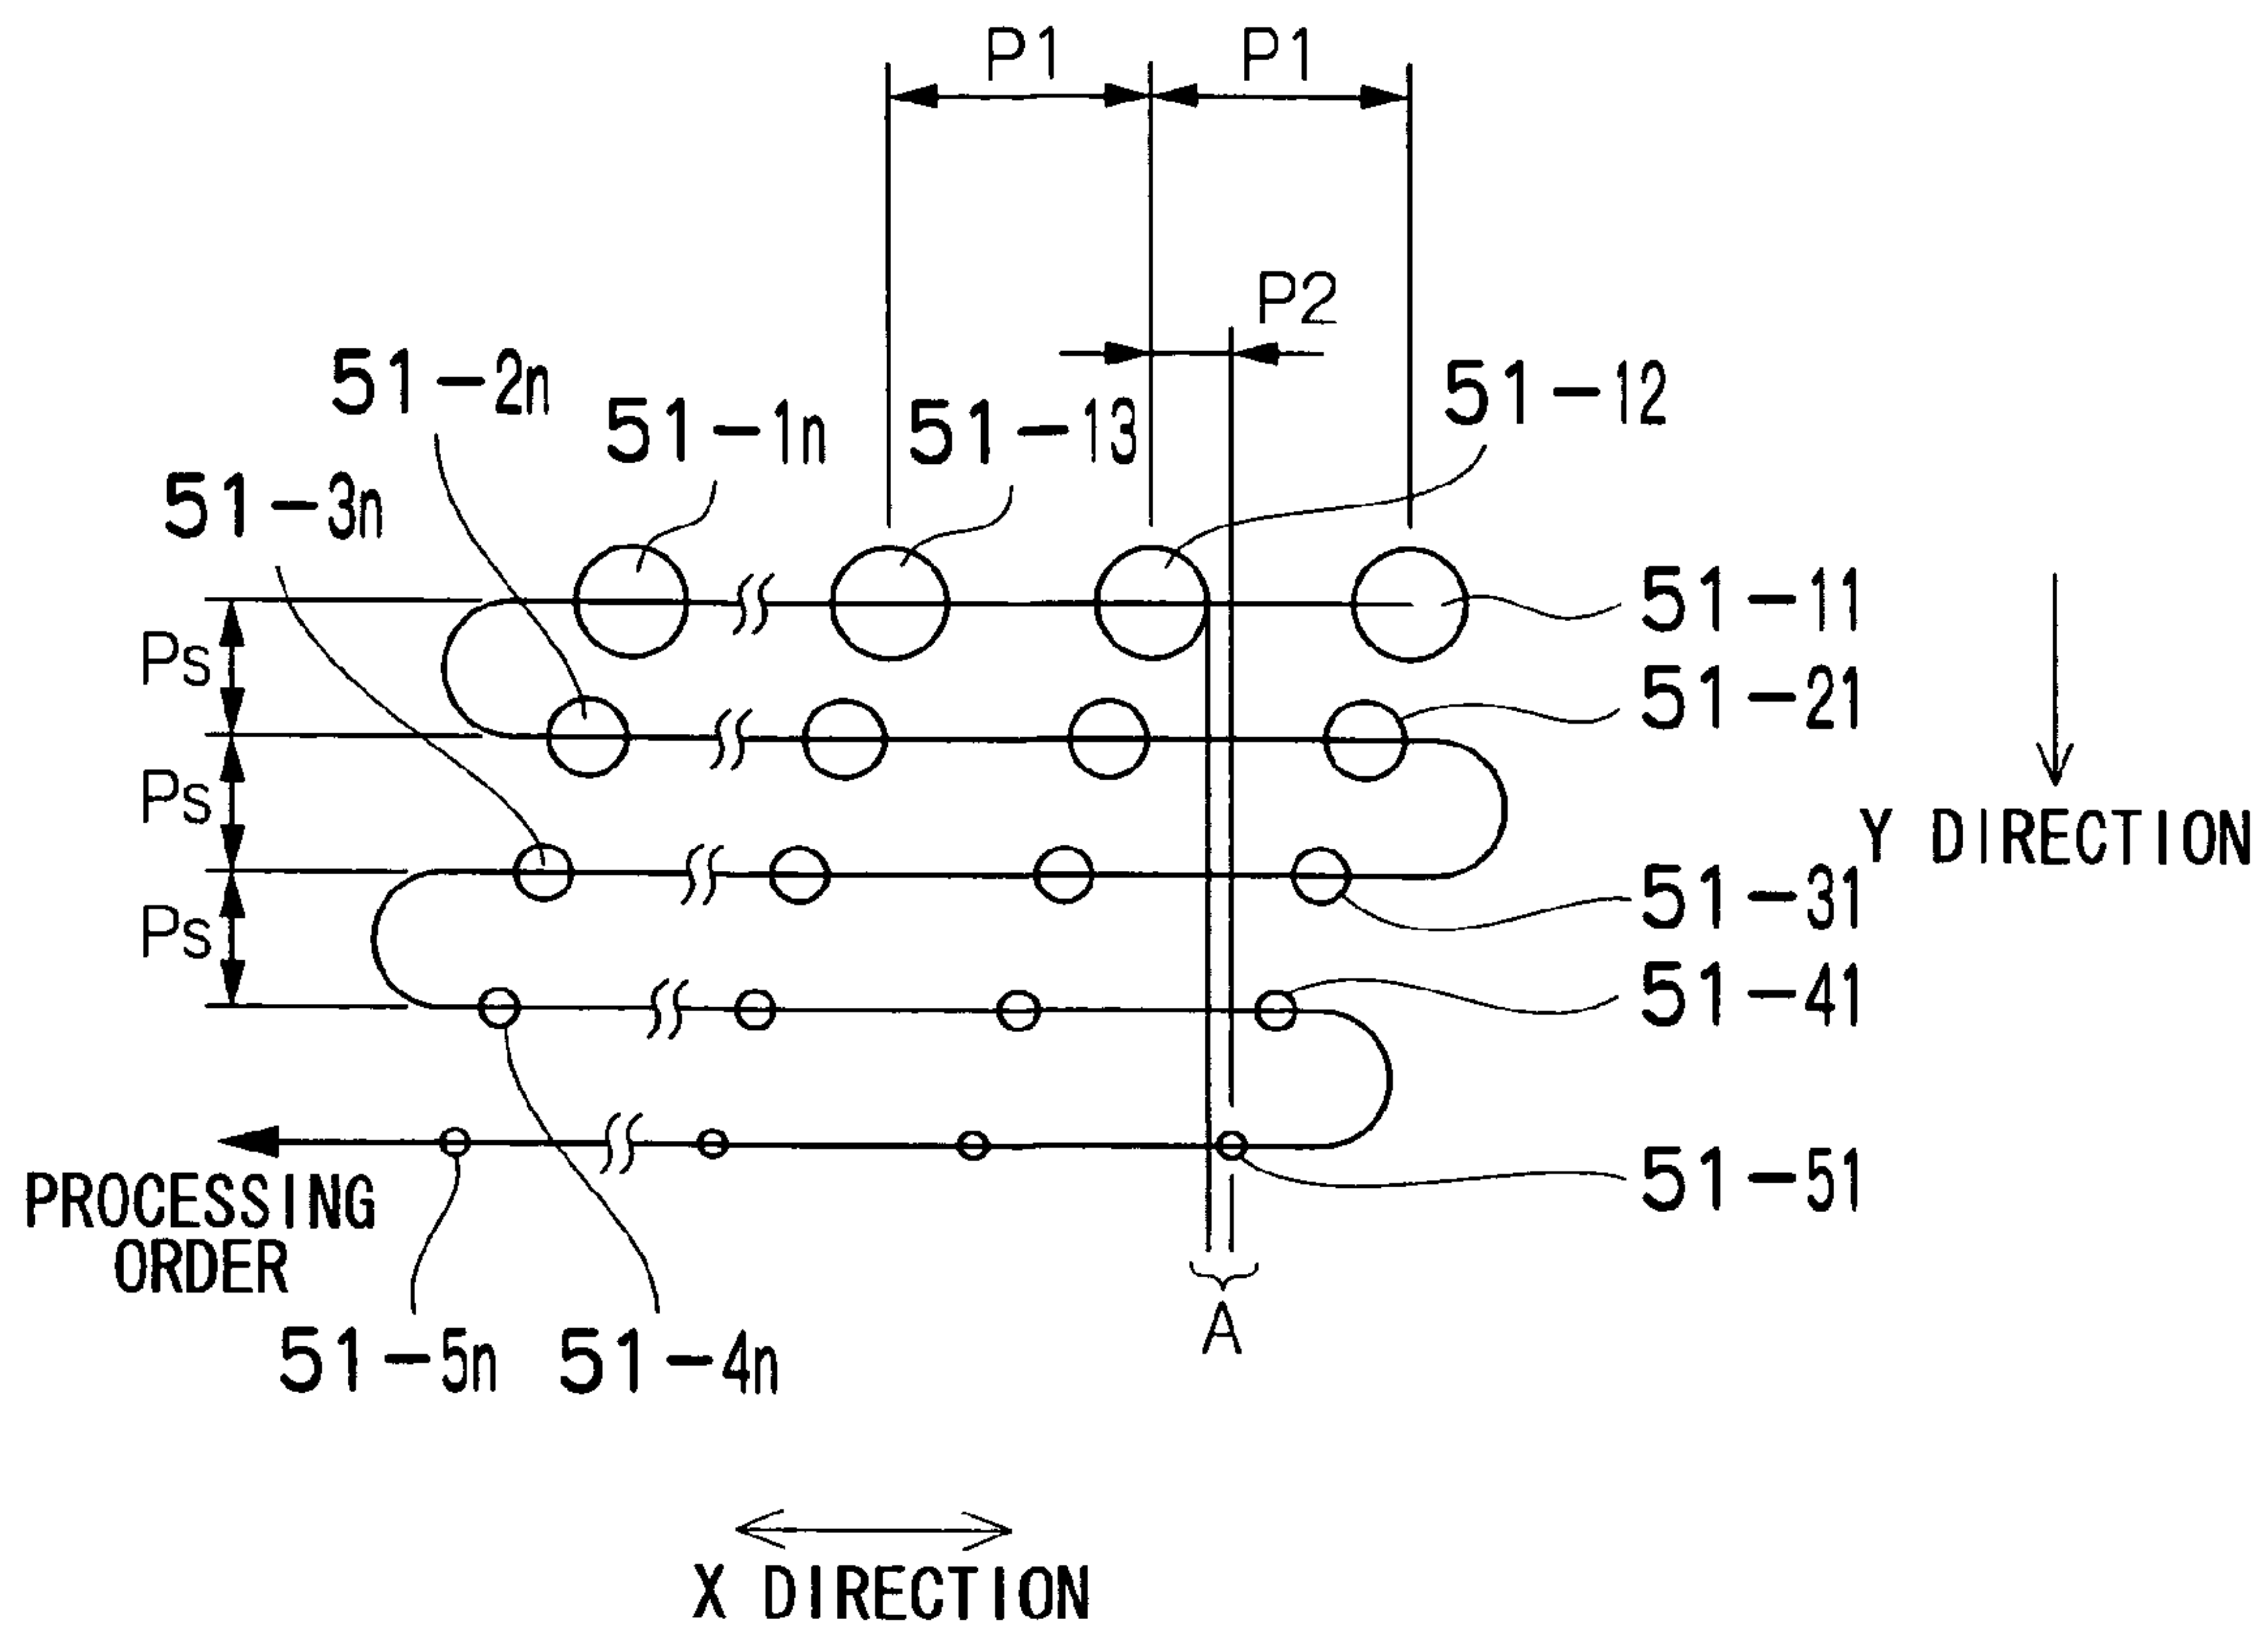 P1 P1
P2
51-2n 51-1n 51-13 51-12
51-3n
51-11
Ps
51-21
Ps
Y DIRECTION
51-31
Ps
51-41
51-51
PROCESSING
ORDER
A
51-5n 51-4n
X DIRECTION